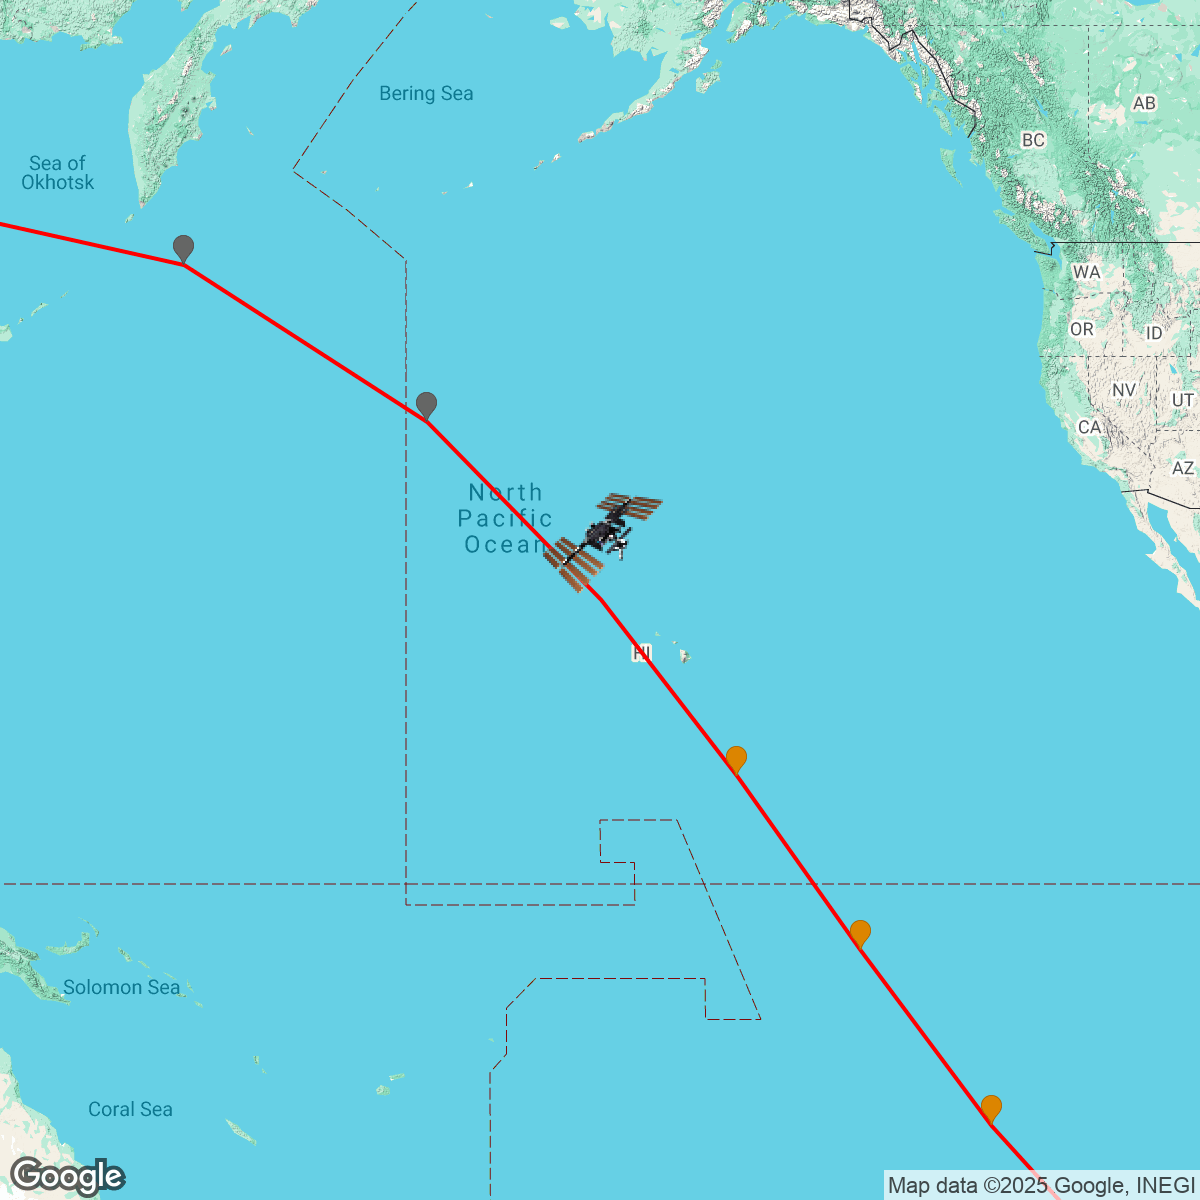 Bering Sea
AB
BC
Sea of
Okhotsk
WA
OR
ID
NV
UT
CA
AZ
North
Pacific
Ocean
HI
Solomon Sea
Coral Sea
Google
Map data ©2025 Google, INEGI